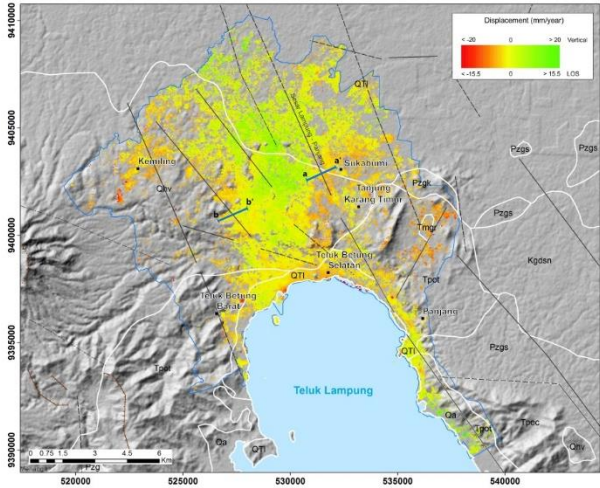 Displacement (mm/year)
< -20 0 > 20 Vertical
< -15.5 0 > 15.5 LOS
9410000
9405000
9400000
9395000
9390000
QTl
Kemiling
Qhv
a a'
Sukabumi
Tanjung
Karang Timur
b b'
Pzgs
Pzgk
Pzgs
Tmgr
Kgdsn
Teluk Betung
Selatan
QTl
Tpot
Teluk Betung
Barat
Panjang
QTl
Pzgs
Teluk Lampung
Tpot
Qa
Tpot
Tpoc
Qhv
Qa
QTl
0 0.75 1.5 3 4.5 6
Km
Pzg
520000 525000 530000 535000 540000